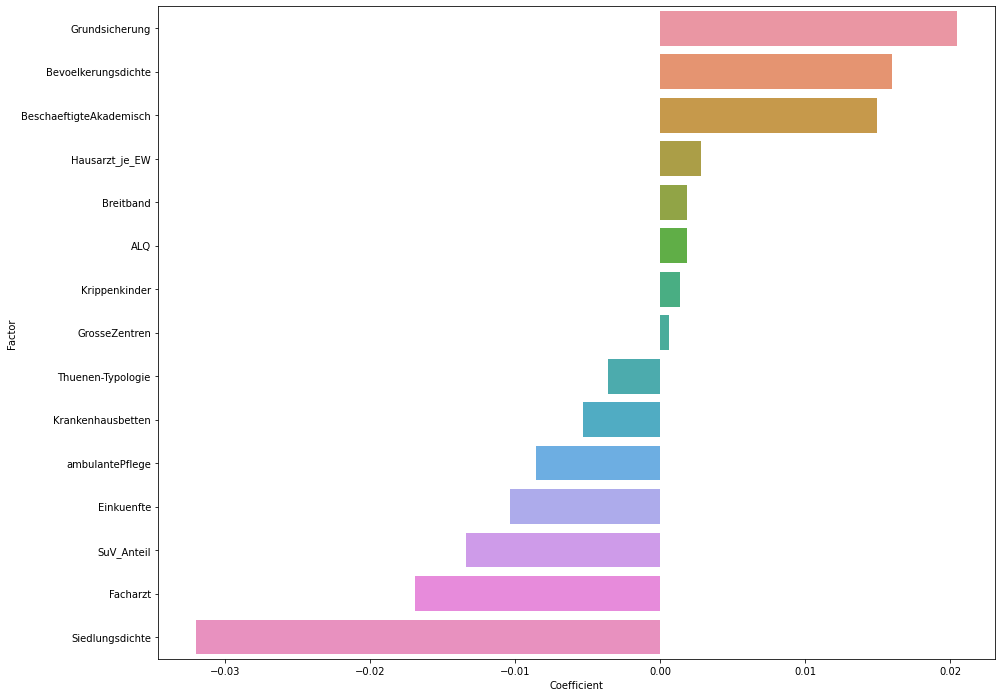 Grundsicherung
Bevoelkerungsdichte
BeschaeftigteAkademisch
Hausarzt_je_EW
Breitband
ALQ
Krippenkinder
GrosseZentren
Thuenen-Typologie
Krankenhausbetten
ambulantePflege
Einkuenfte
SuV_Anteil
Facharzt
Siedlungsdichte
Factor
−0.03 −0.02 −0.01 0.00 0.01 0.02
Coefficient